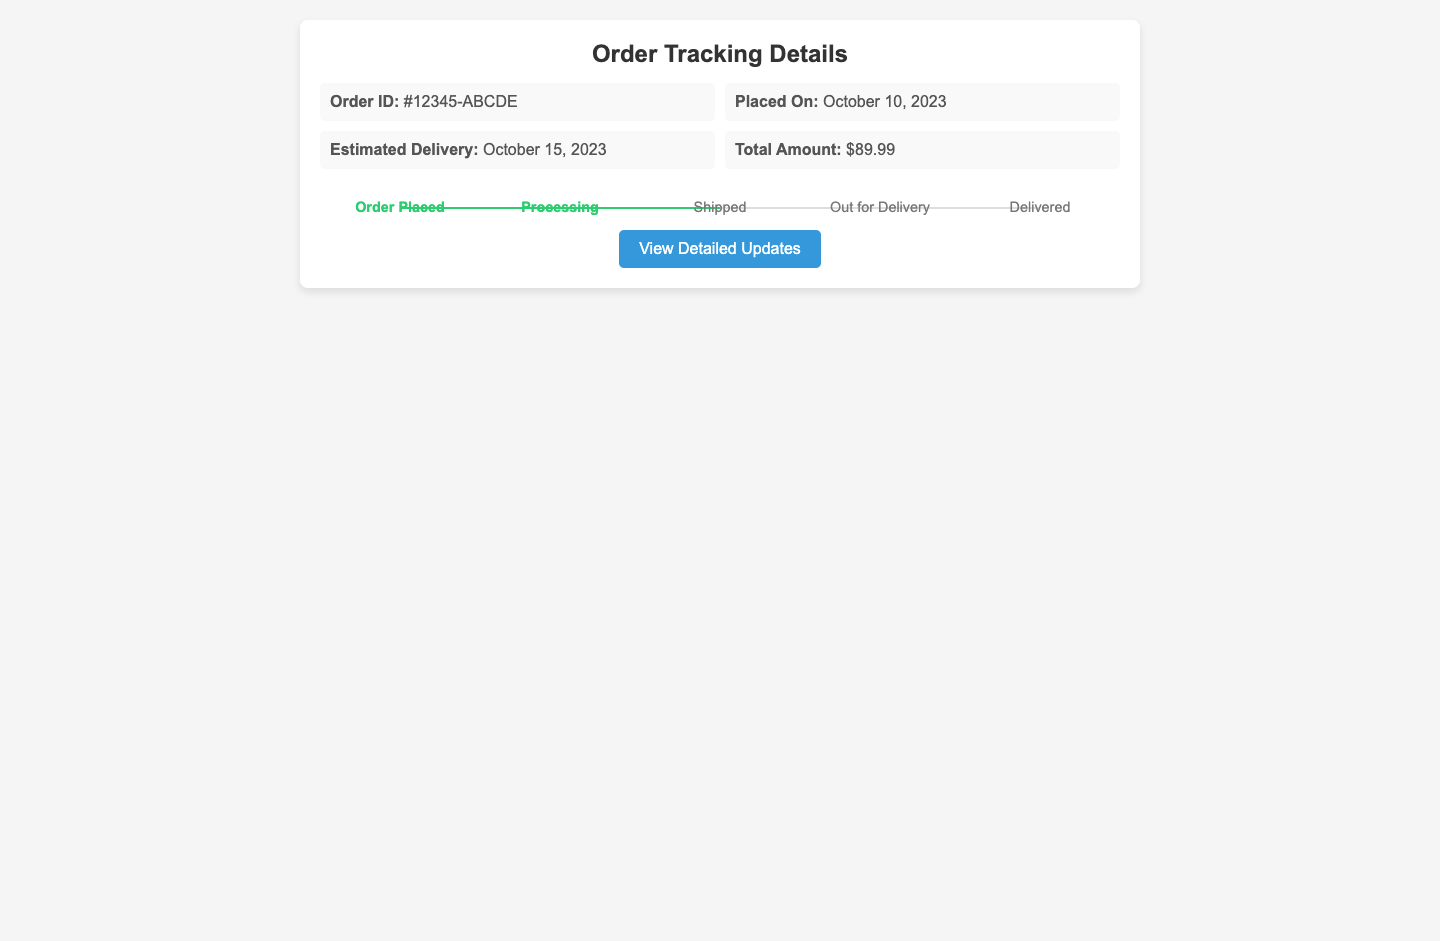 Order Tracking Details
Order ID: #12345-ABCDE
Placed On: October 10, 2023
Estimated Delivery: October 15, 2023
Total Amount: $89.99
Order Placed
Processing
Shipped
Out for Delivery
Delivered
View Detailed Updates